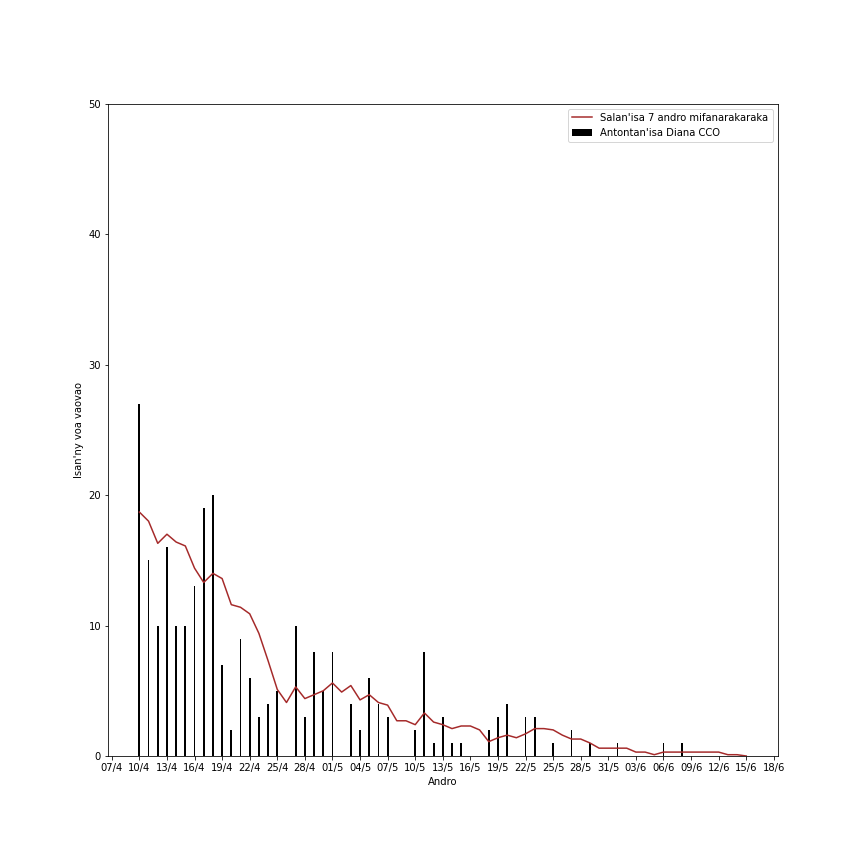 Salan'isa 7 andro mifanarakaraka
Antontan'isa Diana CCO
50
40
30
20
10
0
Isan'ny voa vaovao
07/4 10/4 13/4 16/4 19/4 22/4 25/4 28/4 01/5 04/5 07/5 10/5 13/5 16/5 19/5 22/5 25/5 28/5 31/5 03/6 06/6 09/6 12/6 15/6 18/6
Andro